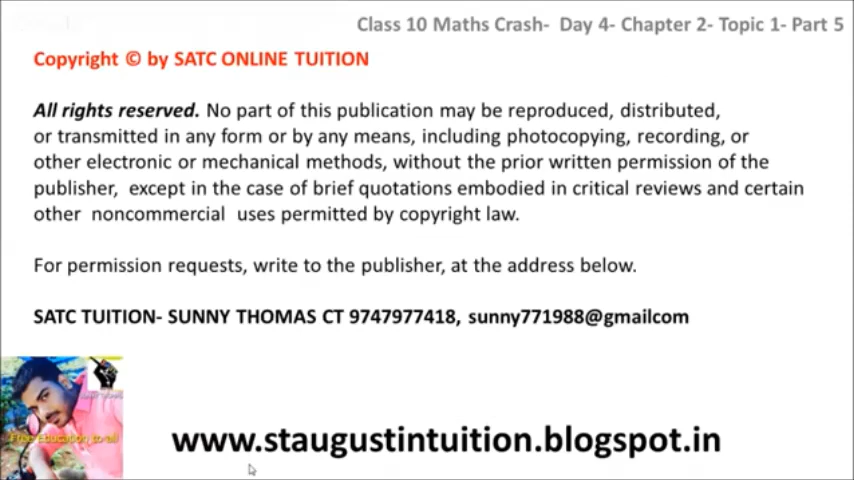 Class 10 Maths Crash- Day 4- Chapter 2- Topic 1- Part 5
Copyright © by SATC ONLINE TUITION
All rights reserved. No part of this publication may be reproduced, distributed,
or transmitted in any form or by any means, including photocopying, recording, or
other electronic or mechanical methods, without the prior written permission of the
publisher, except in the case of brief quotations embodied in critical reviews and certain
other noncommercial uses permitted by copyright law.
For permission requests, write to the publisher, at the address below.
SATC TUITION- SUNNY THOMAS CT 9747977418, sunny771988@gmailcom
Free education to all
www.staugustintuition.blogspot.in